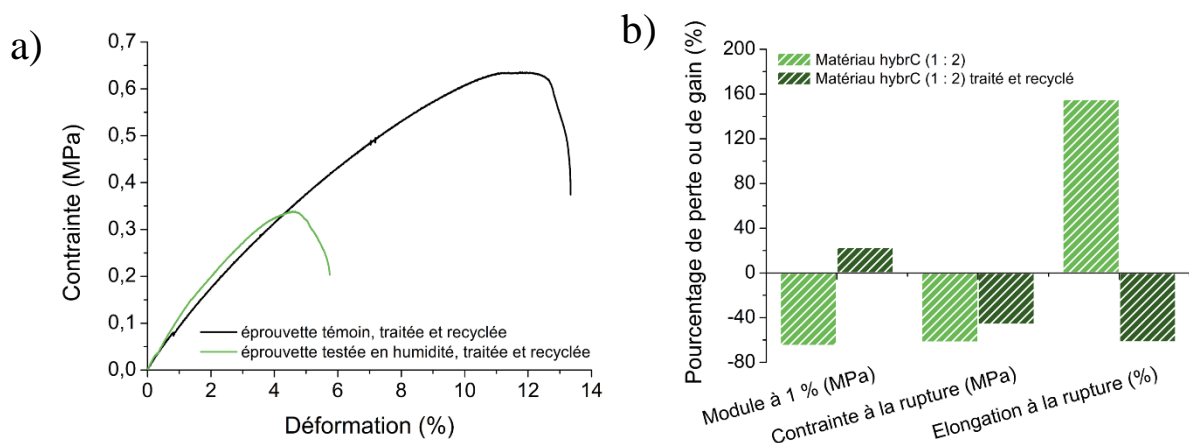 a)
0,7
0,6
0,5
0,4
0,3
0,2
0,1
0,0
Contrainte (MPa)
éprouvette témoin, traitée et recyclée
éprouvette testée en humidité, traitée et recyclée
0 2 4 6 8 10 12 14
Déformation (%)
b)
200
160
120
80
40
0
-40
-80
Pourcentage de perte ou de gain (%)
Matériau hybrC (1 : 2)
Matériau hybrC (1 : 2) traité et recyclé
Module à 1 % (MPa)
Contrainte à la rupture (MPa)
Elongation à la rupture (%)